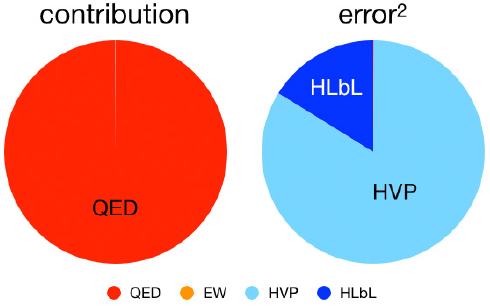 contribution error²
QED
HLbL
HVP
QED EW HVP HLbL